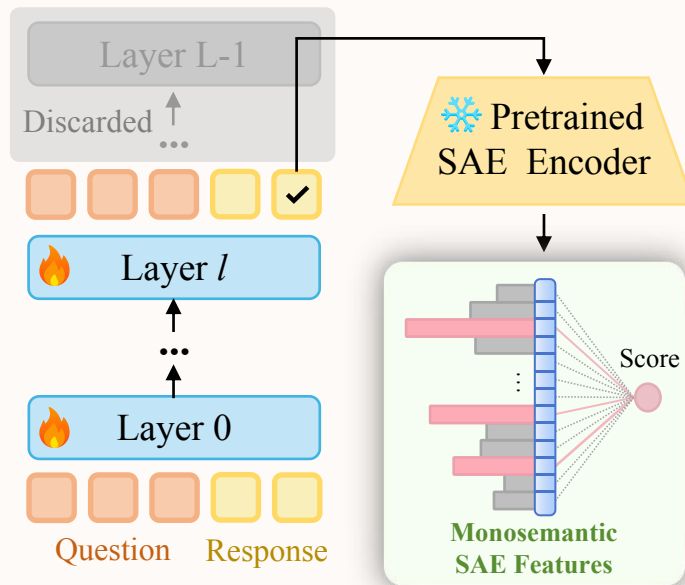 Layer L-1
Discarded
...
Layer l
...
Layer 0
Question
Response
Pretrained
SAE Encoder
...
Score
Monosemantic
SAE Features